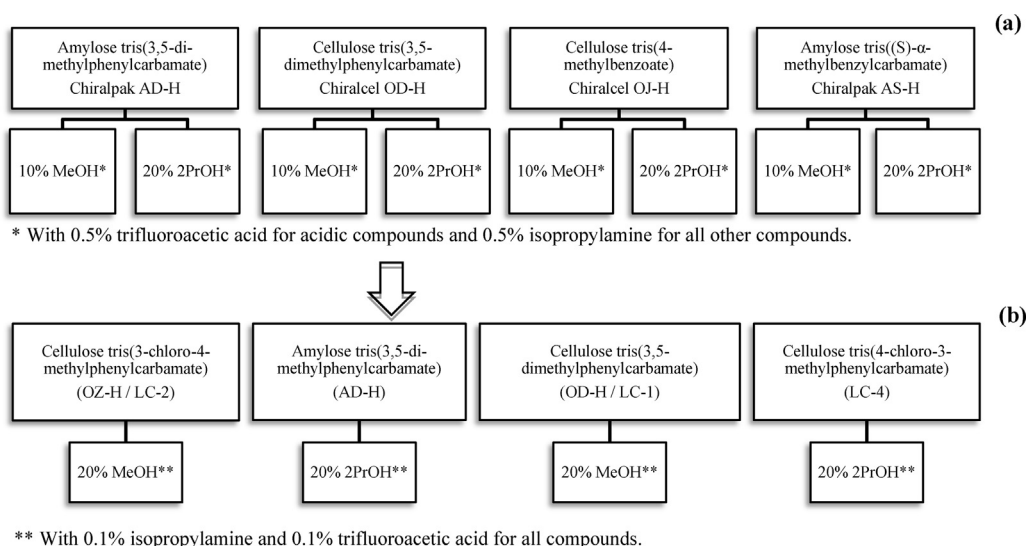 (a)
Amylose tris(3,5-di-
methylphenylcarbamate)
Chiralpak AD-H
Cellulose tris(3,5-
dimethylphenylcarbamate)
Chiralcel OD-H
Cellulose tris(4-
methylbenzoate)
Chiralcel OJ-H
Amylose tris((S)-α-
methylbenzylcarbamate)
Chiralpak AS-H
10% MeOH*
20% 2PrOH*
10% MeOH*
20% 2PrOH*
10% MeOH*
20% 2PrOH*
10% MeOH*
20% 2PrOH*
* With 0.5% trifluoroacetic acid for acidic compounds and 0.5% isopropylamine for all other compounds.
(b)
Cellulose tris(3-chloro-4-
methylphenylcarbamate)
(OZ-H / LC-2)
Amylose tris(3,5-di-
methylphenylcarbamate)
(AD-H)
Cellulose tris(3,5-
dimethylphenylcarbamate)
(OD-H / LC-1)
Cellulose tris(4-chloro-3-
methylphenylcarbamate)
(LC-4)
20% MeOH**
20% 2PrOH**
20% MeOH**
20% 2PrOH**
** With 0.1% isopropylamine and 0.1% trifluoroacetic acid for all compounds.